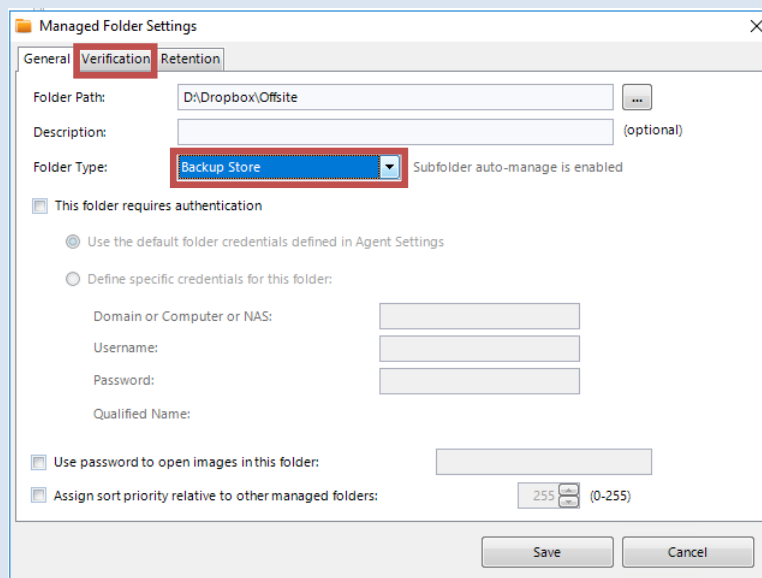 Managed Folder Settings
General Verification Retention
Folder Path: D:\Dropbox\Offsite ...
Description: (optional)
Folder Type: Backup Store Subfolder auto-manage is enabled
This folder requires authentication
Use the default folder credentials defined in Agent Settings
Define specific credentials for this folder:
Domain or Computer or NAS:
Username:
Password:
Qualified Name:
Use password to open images in this folder:
Assign sort priority relative to other managed folders: 255 (0-255)
Save Cancel